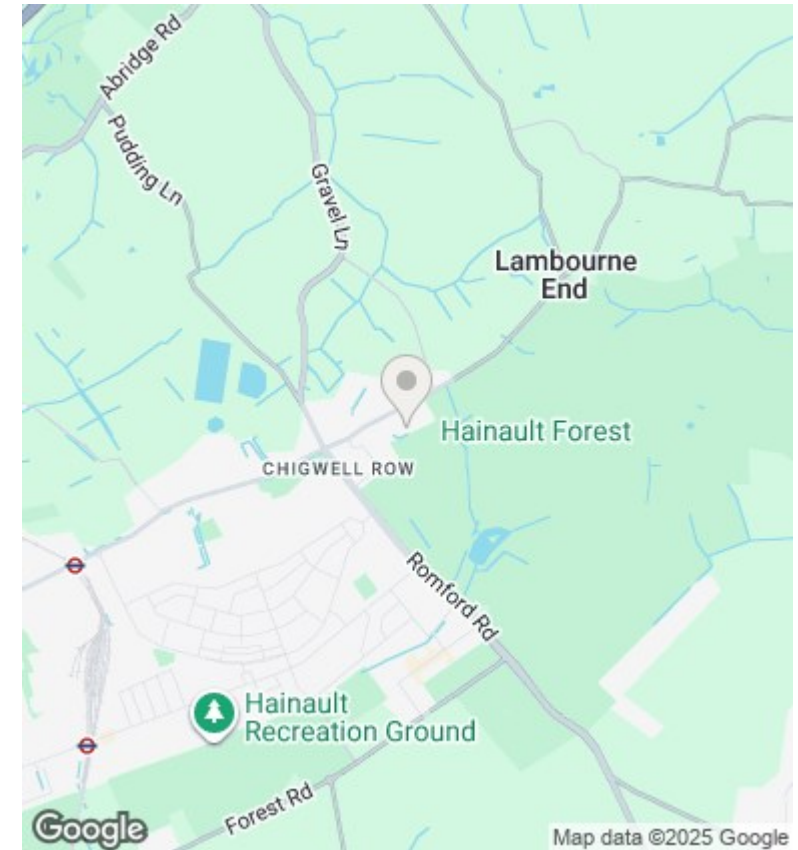 Abridge Rd
Pudding Ln
Gravel Ln
Lambourne
End
Hainault Forest
CHIGWELL ROW
Romford Rd
Hainault
Recreation Ground
Forest Rd
Google
Map data ©2025 Google